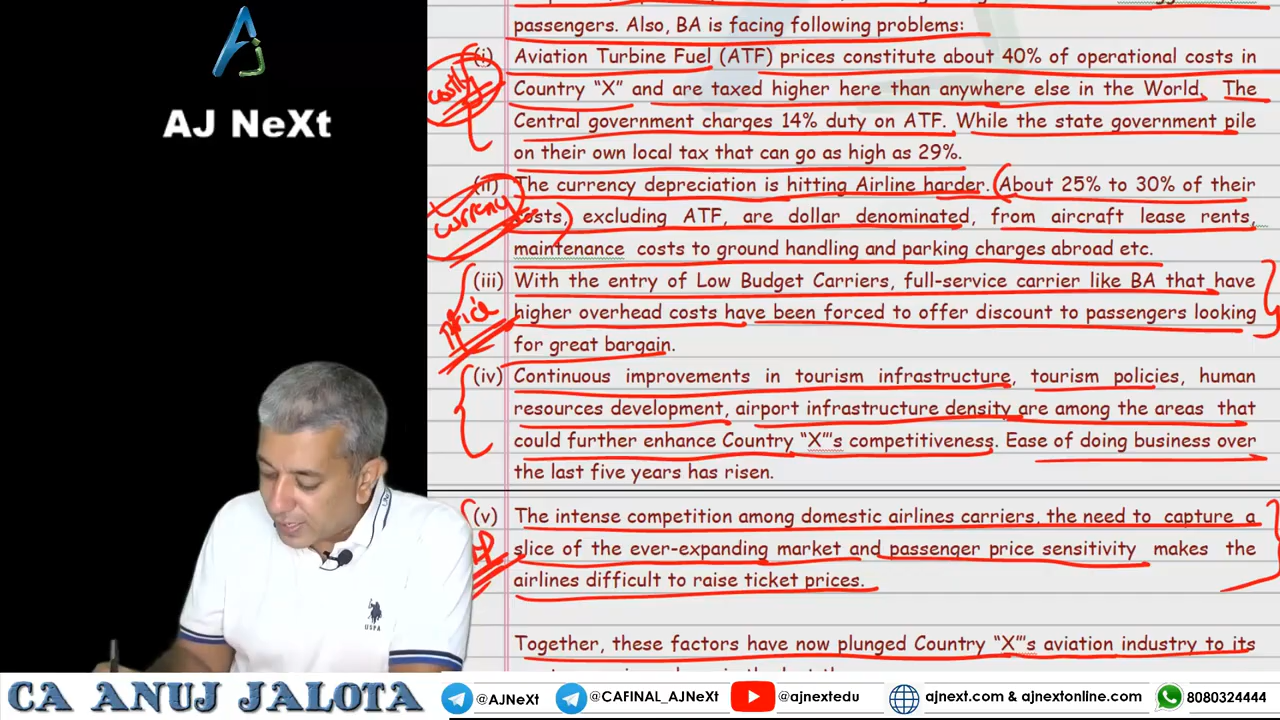 AJ NeXt
passengers. Also, BA is facing following problems:
(i) Aviation Turbine Fuel (ATF) prices constitute about 40% of operational costs in
Country “X” and are taxed higher here than anywhere else in the World. The
Central government charges 14% duty on ATF. While the state government pile
on their own local tax that can go as high as 29%.
costly
(ii) The currency depreciation is hitting Airline harder. About 25% to 30% of their
costs, excluding ATF, are dollar denominated, from aircraft lease rents,
maintenance costs to ground handling and parking charges abroad etc.
currency
(iii) With the entry of Low Budget Carriers, full-service carrier like BA that have
higher overhead costs have been forced to offer discount to passengers looking
for great bargain.
Price
(iv) Continuous improvements in tourism infrastructure, tourism policies, human
resources development, airport infrastructure density are among the areas that
could further enhance Country “X”'s competitiveness. Ease of doing business over
the last five years has risen.
(v) The intense competition among domestic airlines carriers, the need to capture a
slice of the ever-expanding market and passenger price sensitivity makes the
airlines difficult to raise ticket prices.
Together, these factors have now plunged Country “X”'s aviation industry to its
USPA
CA ANUJ JALOTA @AJNeXt @CAFINAL_AJNeXt @ajnextedu ajnext.com & ajnextonline.com 8080324444